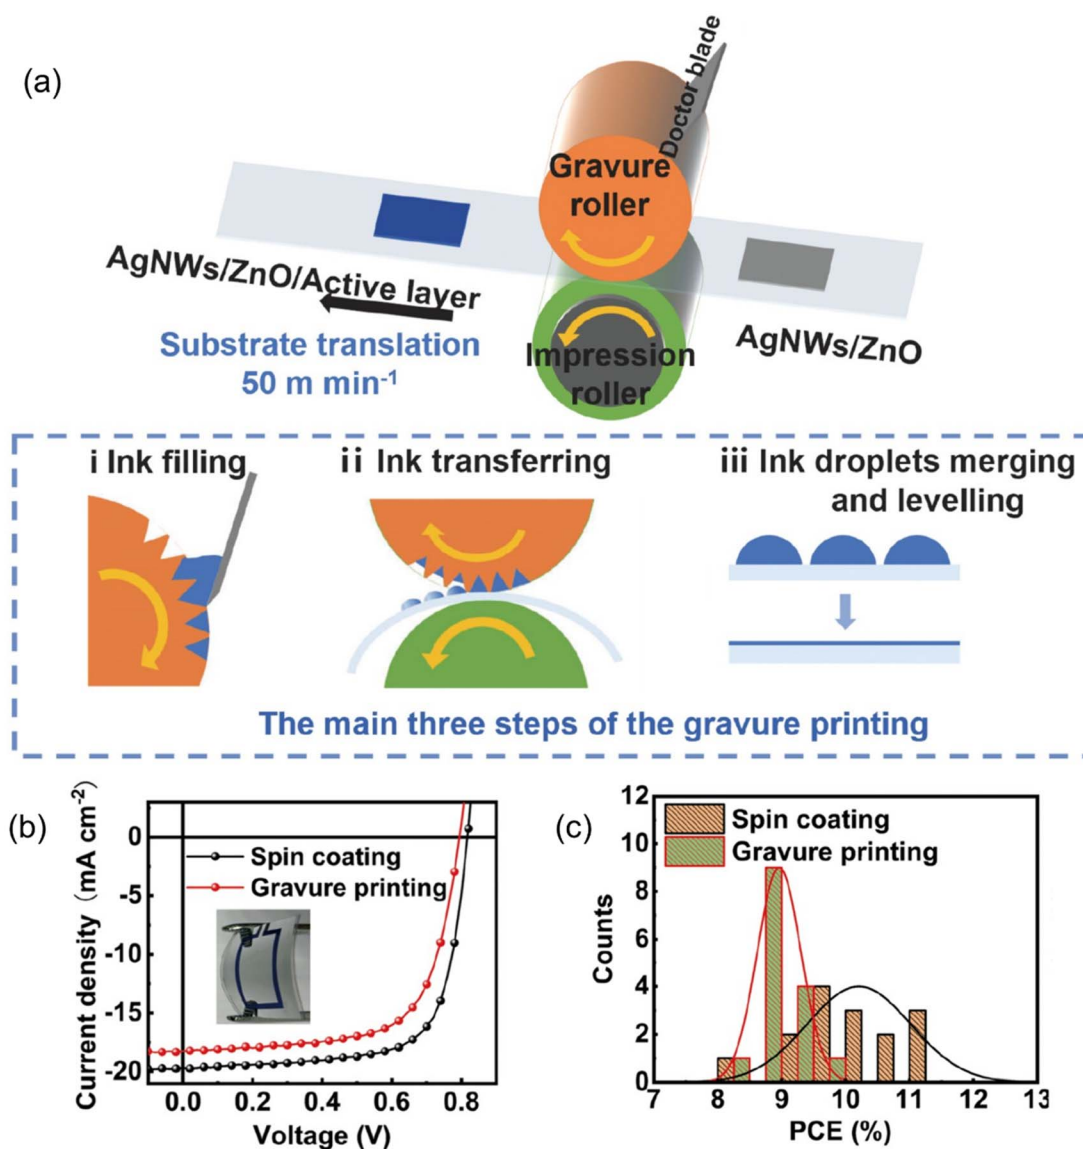 (a)
Doctor blade
Gravure
roller
AgNWs/ZnO/Active layer
Substrate translation
50 m min-1
Impression
roller
AgNWs/ZnO
i Ink filling
ii Ink transferring
iii Ink droplets merging
and levelling
The main three steps of the gravure printing
(b)
Current density (mA cm-2)
0
-5
-10
-15
-20
Spin coating
Gravure printing
0.0 0.2 0.4 0.6 0.8
Voltage (V)
(c)
Counts
12
10
8
6
4
2
0
Spin coating
Gravure printing
7 8 9 10 11 12 13
PCE (%)